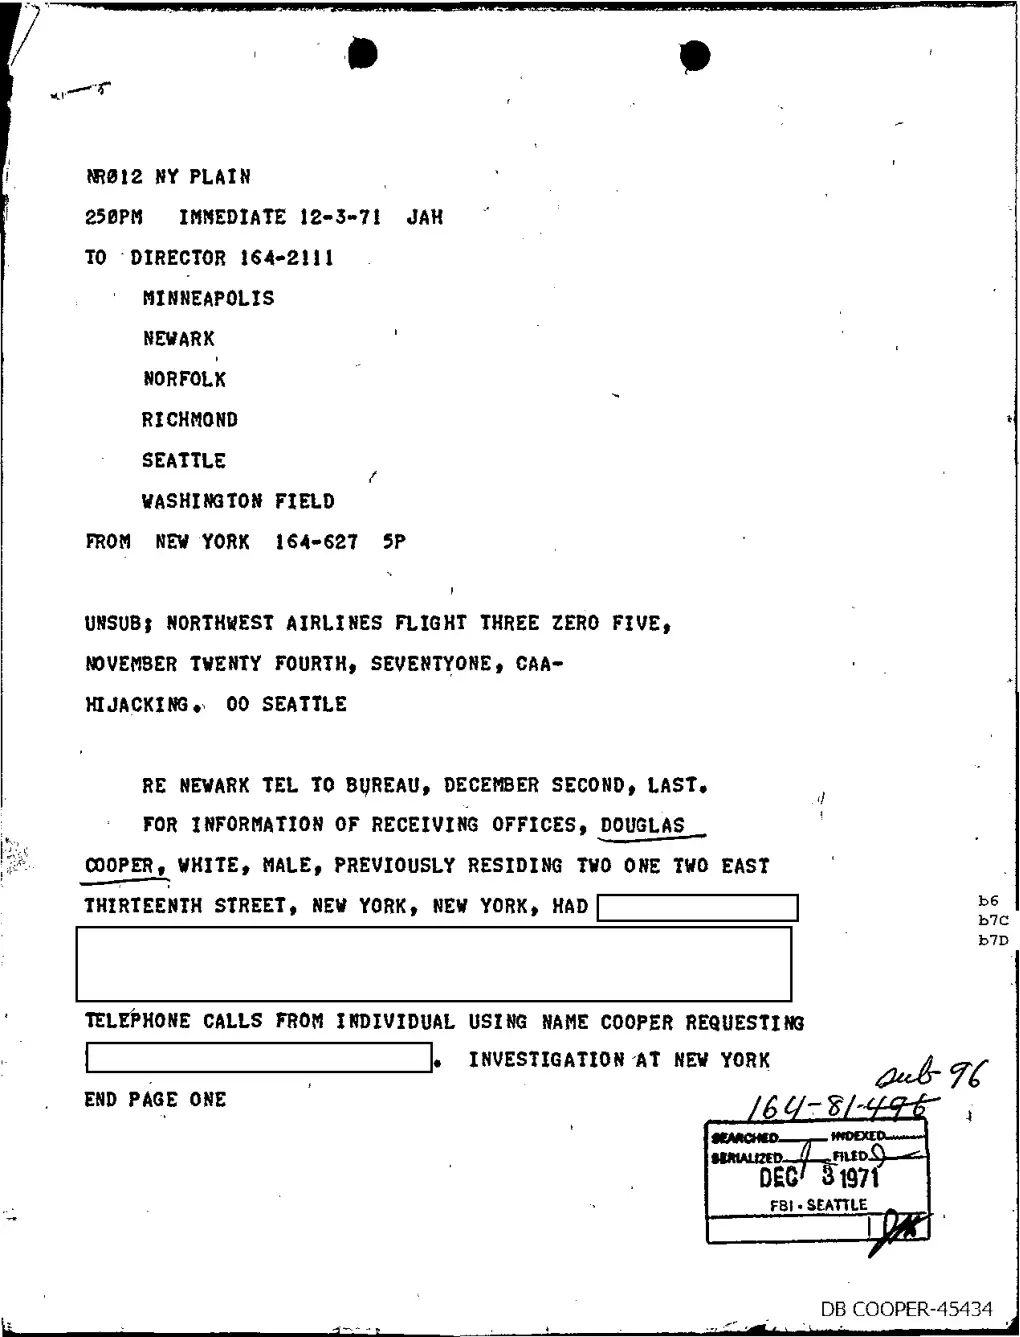 NR012 NY PLAIN
250PM IMMEDIATE 12-3-71 JAH
TO DIRECTOR 164-2111
MINNEAPOLIS
NEWARK
NORFOLK
RICHMOND
SEATTLE
WASHINGTON FIELD
FROM NEW YORK 164-627 5P
UNSUB; NORTHWEST AIRLINES FLIGHT THREE ZERO FIVE,
NOVEMBER TWENTY FOURTH, SEVENTYONE, CAA-
HIJACKING. OO SEATTLE
RE NEWARK TEL TO BUREAU, DECEMBER SECOND, LAST.
FOR INFORMATION OF RECEIVING OFFICES, DOUGLAS
COOPER, WHITE, MALE, PREVIOUSLY RESIDING TWO ONE TWO EAST
THIRTEENTH STREET, NEW YORK, NEW YORK, HAD
b6
b7C
b7D
TELEPHONE CALLS FROM INDIVIDUAL USING NAME COOPER REQUESTING
. INVESTIGATION AT NEW YORK
END PAGE ONE
sub 96
164-81-496
SEARCHED INDEXED
SERIALIZED FILED
DEC 3 1971
FBI - SEATTLE
DB COOPER-45434